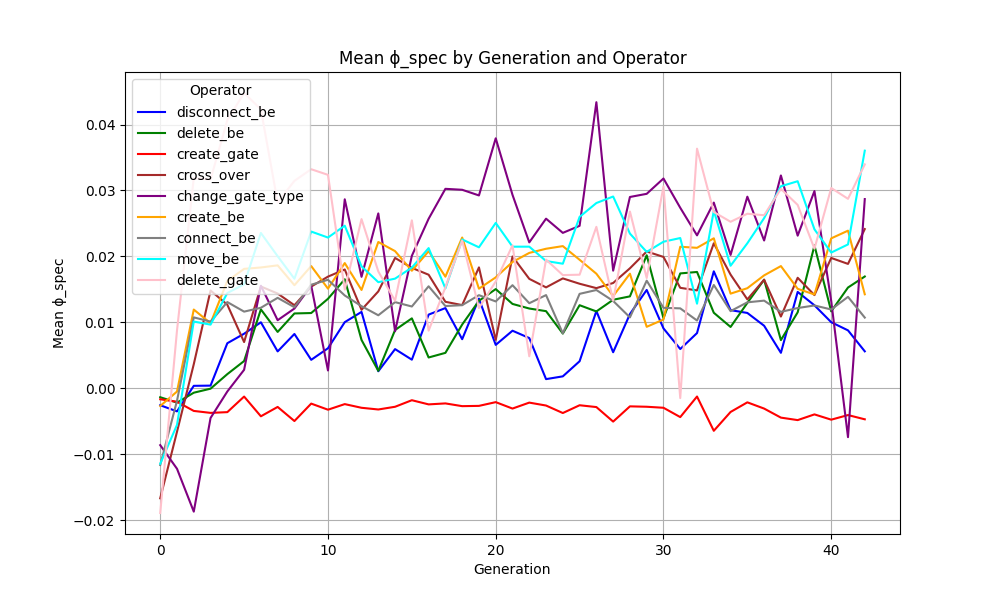 Mean ϕ_spec by Generation and Operator
Operator
disconnect_be
delete_be
create_gate
cross_over
change_gate_type
create_be
connect_be
move_be
delete_gate
Mean ϕ_spec
0.04
0.03
0.02
0.01
0.00
−0.01
−0.02
0
10
20
30
40
Generation